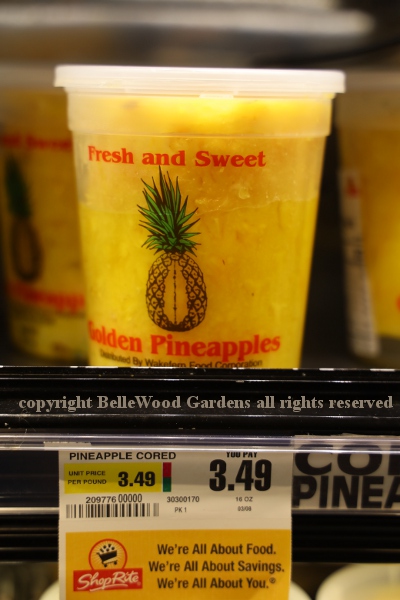 Fresh and Sweet
Golden Pineapples
Distributed By Wakefern Food Corporation
copyright BelleWood Gardens all rights reserved
PINEAPPLE CORED
YOU PAY
UNIT PRICE
PER POUND
3.49
3.49
209776 00000
30300170
16 OZ
PK 1
03/08
We're All About Food.
We're All About Savings.
We're All About You.®
ShopRite
PINEA